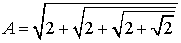 A = √(2 + √(2 + √(2 + √2)))